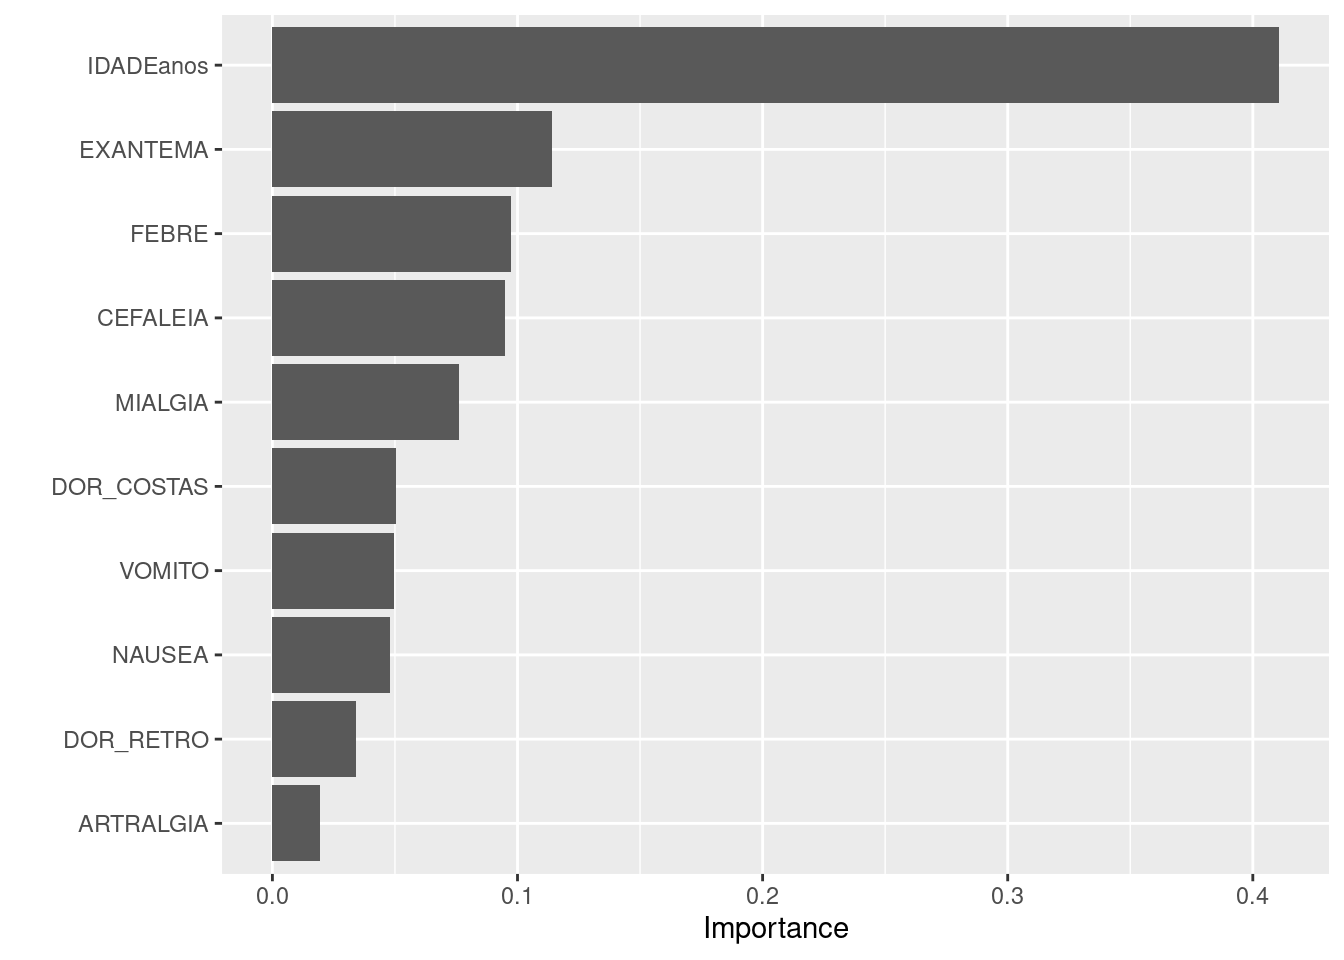 IDADEanos
EXANTEMA
FEBRE
CEFALEIA
MIALGIA
DOR_COSTAS
VOMITO
NAUSEA
DOR_RETRO
ARTRALGIA
0.0 0.1 0.2 0.3 0.4
Importance